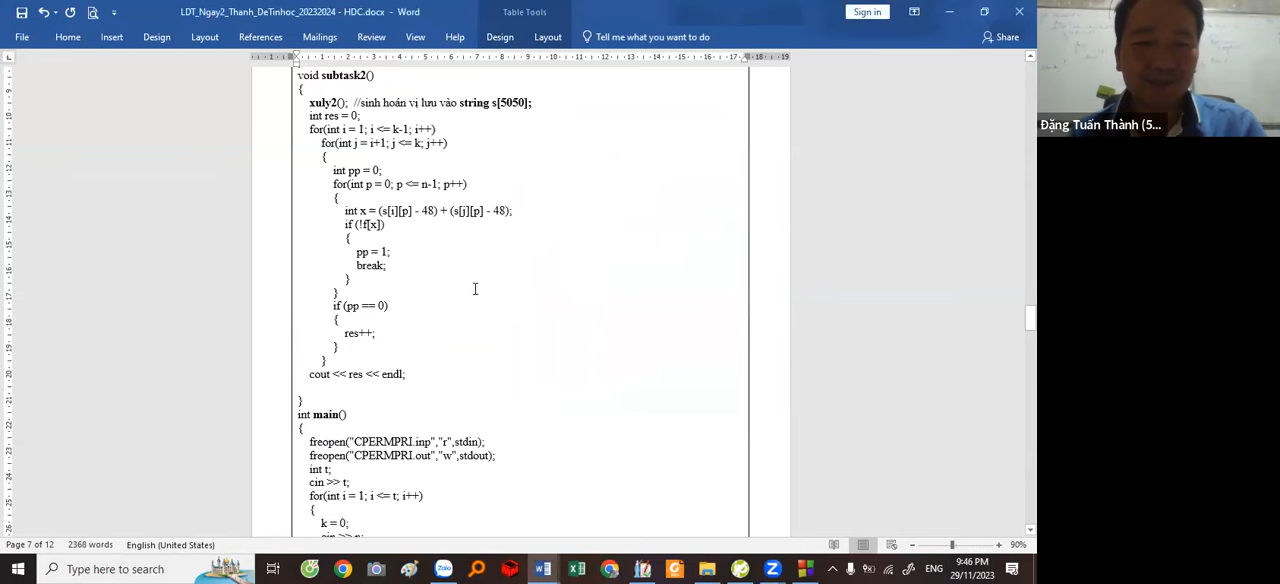 LDT_Ngay2_Thanh_DeTinhoc_20232024 - HDC.docx - Word
Table Tools
Sign in
File Home Insert Design Layout References Mailings Review View Help Design Layout Tell me what you want to do Share
void subtask2()
{
xuly2(); //sinh hoán vị lưu vào string s[5050];
int res = 0;
for(int i = 1; i <= k-1; i++)
for(int j = i+1; j <= k; j++)
{
int pp = 0;
for(int p = 0; p <= n-1; p++)
{
int x = (s[i][p] - 48) + (s[j][p] - 48);
if (!f[x])
{
pp = 1;
break;
}
}
if (pp == 0)
{
res++;
}
}
cout << res << endl;
}
int main()
{
freopen("CPERMPRI.inp","r",stdin);
freopen("CPERMPRI.out","w",stdout);
int t;
cin >> t;
for(int i = 1; i <= t; i++)
{
k = 0;
cin >> n;
Đặng Tuấn Thành (5...
Page 7 of 12 2368 words English (United States) 90%
Type here to search
ENG
9:46 PM
29/11/2023